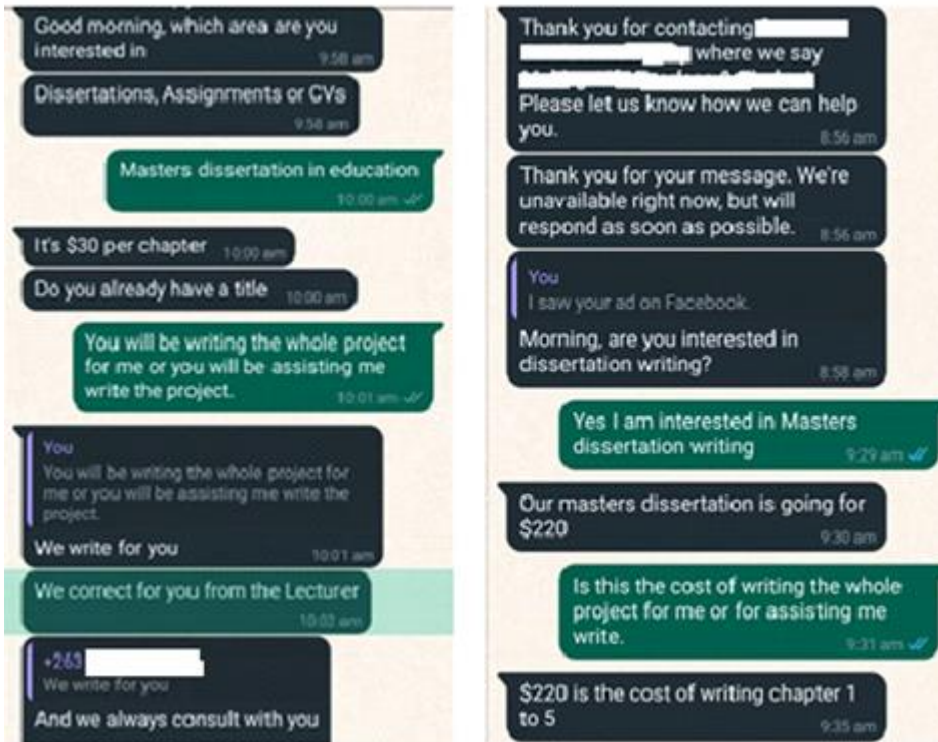 Good morning, which area are you
interested in
9:58 am
Dissertations, Assignments or CVs
9:58 am
Masters dissertation in education
10:00 am
It's $30 per chapter
10:00 am
Do you already have a title
10:00 am
You will be writing the whole project
for me or you will be assisting me
write the project.
10:01 am
You
You will be writing the whole project for
me or you will be assisting me write the
project.
We write for you
10:01 am
We correct for you from the Lecturer
10:03 am
+263
We write for you
And we always consult with you
Thank you for contacting
where we say
Please let us know how we can help
you.
8:56 am
Thank you for your message. We're
unavailable right now, but will
respond as soon as possible.
8:56 am
You
I saw your ad on Facebook.
Morning, are you interested in
dissertation writing?
8:58 am
Yes I am interested in Masters
dissertation writing
9:29 am
Our masters dissertation is going for
$220
9:30 am
Is this the cost of writing the whole
project for me or for assisting me
write.
9:31 am
$220 is the cost of writing chapter 1
to 5
9:35 am